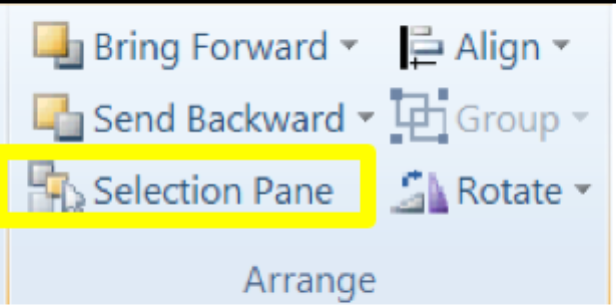 Bring Forward Align
Send Backward Group
Selection Pane Rotate
Arrange